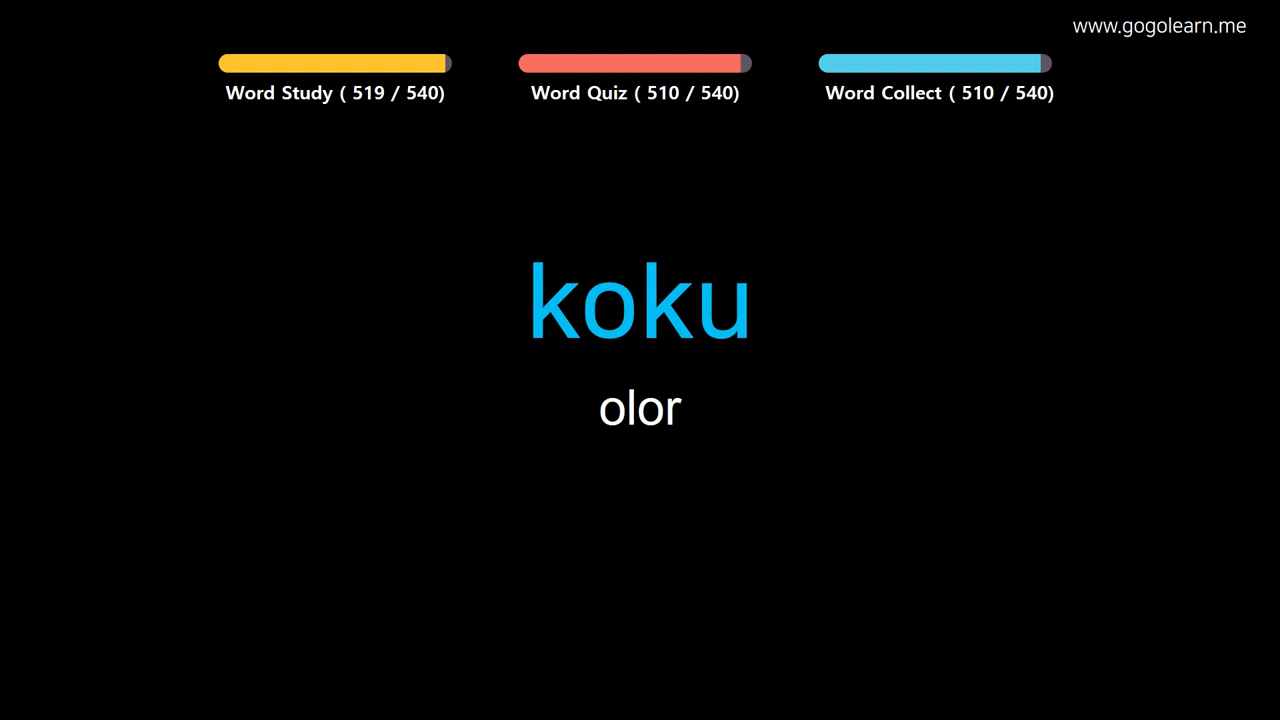 www.gogolearn.me
Word Study ( 519 / 540)
Word Quiz ( 510 / 540)
Word Collect ( 510 / 540)
koku
olor